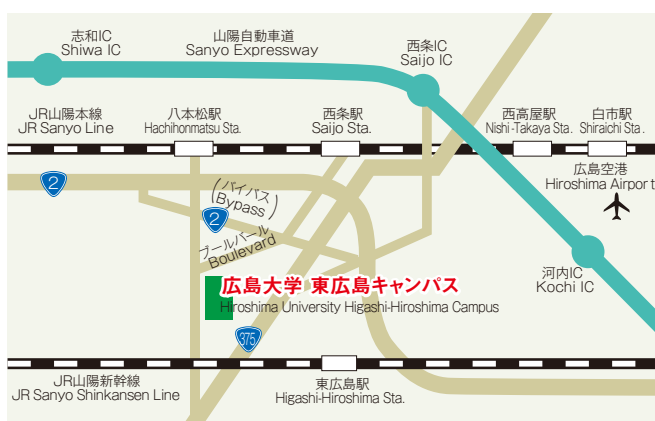 志和IC
Shiwa IC
山陽自動車道
Sanyo Expressway
西条IC
Saijo IC
JR山陽本線
JR Sanyo Line
八本松駅
Hachihonmatsu Sta.
西条駅
Saijo Sta.
西高屋駅
Nishi-Takaya Sta.
白市駅
Shiraichi Sta.
広島空港
Hiroshima Airport
2
(バイパス
Bypass)
2
ブールバール
Boulevard
河内IC
Kochi IC
広島大学 東広島キャンパス
Hiroshima University Higashi-Hiroshima Campus
375
JR山陽新幹線
JR Sanyo Shinkansen Line
東広島駅
Higashi-Hiroshima Sta.